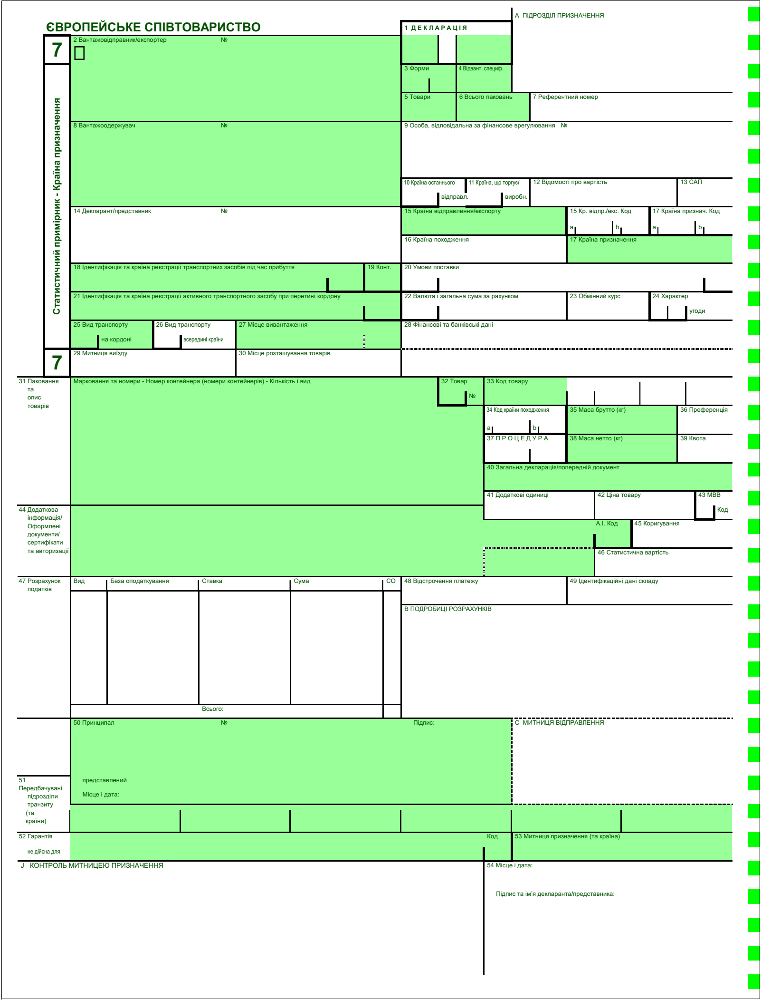 А ПІДРОЗДІЛ ПРИЗНАЧЕННЯ
ЄВРОПЕЙСЬКЕ СПІВТОВАРИСТВО
1 Д Е К Л А Р А Ц І Я
7
2 Вантажовідправник/експортер №
3 Форми
4 Відвант. специф.
5 Товари
6 Всього паковань
7 Референтний номер
Статистичний примірник - Країна призначення
8 Вантажоодержувач №
9 Особа, відповідальна за фінансове врегулювання №
10 Країна останнього
відправл.
11 Країна, що торгує/
виробн.
12 Відомості про вартість
13 САП
14 Декларант/представник №
15 Країна відправлення/експорту
15 Кр. відпр./екс. Код
a b
17 Країна признач. Код
a b
16 Країна походження
17 Країна призначення
18 Ідентифікація та країна реєстрації транспортних засобів під час прибуття
19 Конт.
20 Умови поставки
21 Ідентифікація та країна реєстрації активного транспортного засобу при перетині кордону
22 Валюта і загальна сума за рахунком
23 Обмінний курс
24 Характер
угоди
25 Вид транспорту
на кордоні
26 Вид транспорту
всередині країни
27 Місце вивантаження
28 Фінансові та банківські дані
7
29 Митниця виїзду
30 Місце розташування товарів
31 Паковання
та
опис
товарів
Марковання та номери - Номер контейнера (номери контейнерів) - Кількість і вид
32 Товар
№
33 Код товару
34 Код країни походження
a b
35 Маса брутто (кг)
36 Преференція
37 П Р О Ц Е Д У Р А
38 Маса нетто (кг)
39 Квота
40 Загальна декларація/попередній документ
41 Додаткові одиниці
42 Ціна товару
43 МВВ
Код
44 Додаткова
інформація/
Оформлені
документи/
сертифікати
та авторизації
А.І. Код
45 Коригування
46 Статистична вартість
47 Розрахунок
податків
Вид База оподаткування Ставка Сума СО
Всього:
48 Відстрочення платежу
49 Ідентифікаційні дані складу
В ПОДРОБИЦІ РОЗРАХУНКІВ
50 Принципал № Підпис:
представлений
Місце і дата:
С МИТНИЦЯ ВІДПРАВЛЕННЯ
51
Передбачувані
підрозділи
транзиту
(та
країни)
52 Гарантія
не дійсна для
Код
53 Митниця призначення (та країна)
J КОНТРОЛЬ МИТНИЦЕЮ ПРИЗНАЧЕННЯ
54 Місце і дата:
Підпис та ім’я декларанта/представника: